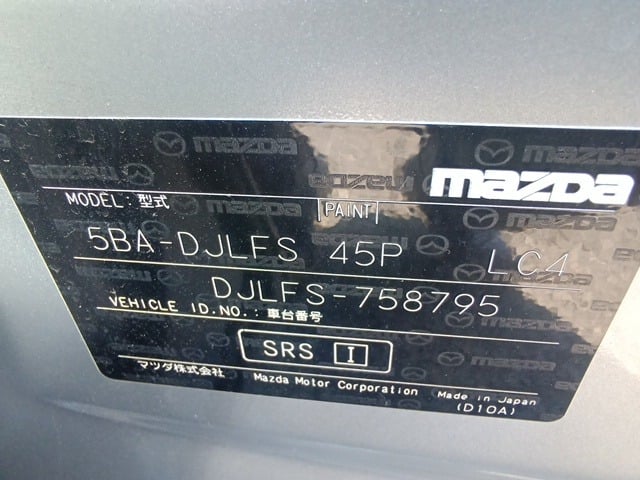 mazda
MODEL:型式 PAINT
5BA-DJLFS 45P LC4
DJLFS-758795
VEHICLE ID.NO.:車台番号
SRS I
マツダ株式会社 Mazda Motor Corporation Made in Japan
(D10A)